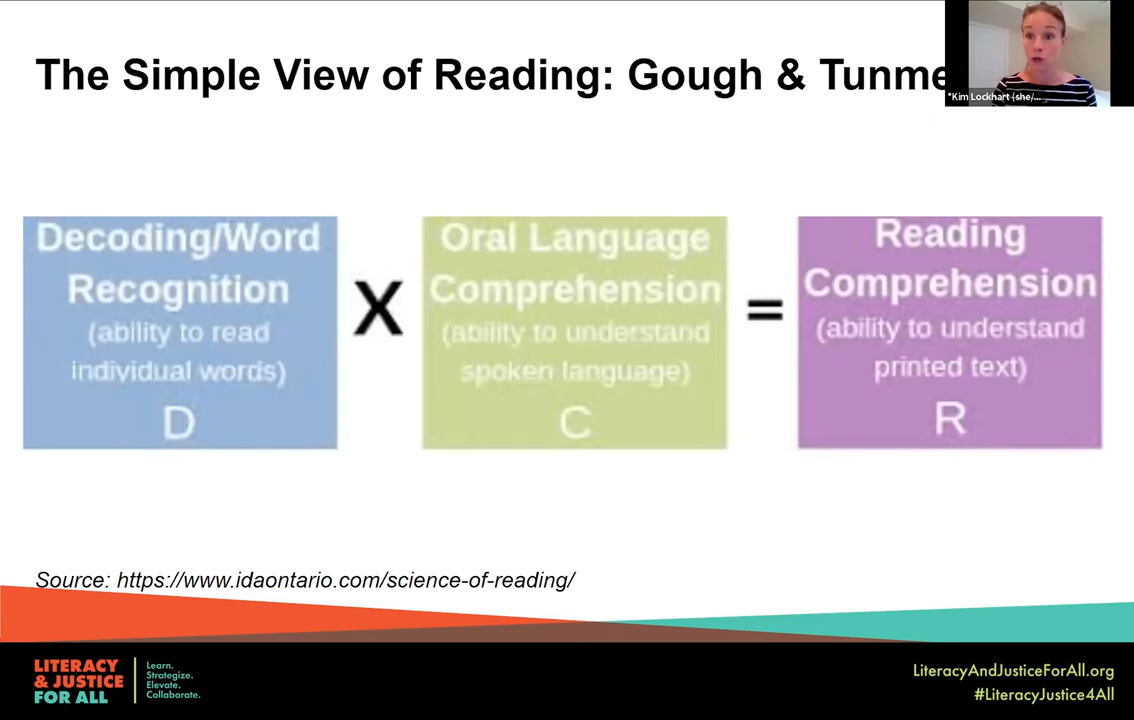 The Simple View of Reading: Gough & Tunme
*Kim Lockhart (she/...
Decoding/Word
Recognition
(ability to read
individual words)
D
X
Oral Language
Comprehension
(ability to understand
spoken language)
C
=
Reading
Comprehension
(ability to understand
printed text)
R
Source: https://www.idaontario.com/science-of-reading/
LITERACY
& JUSTICE
FOR ALL
Learn.
Strategize.
Elevate.
Collaborate.
LiteracyAndJusticeForAll.org
#LiteracyJustice4All